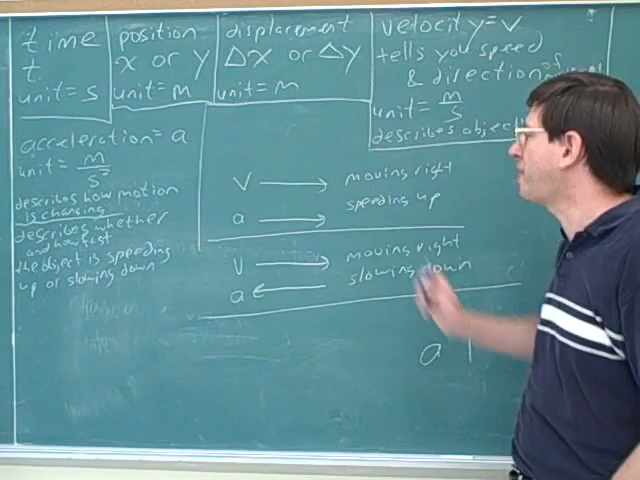 time
t
unit = s
position
x or y
unit = m
displacement
Δx or Δy
unit = m
velocity = v
tells you speed
& direction of
unit = m/s
describes object
acceleration = a
unit = m/s²
describes how motion
is changing
describes whether
and how fast
the object is speeding
up or slowing down
v → moving right
a → speeding up
v → moving right
a ← slowing down
a